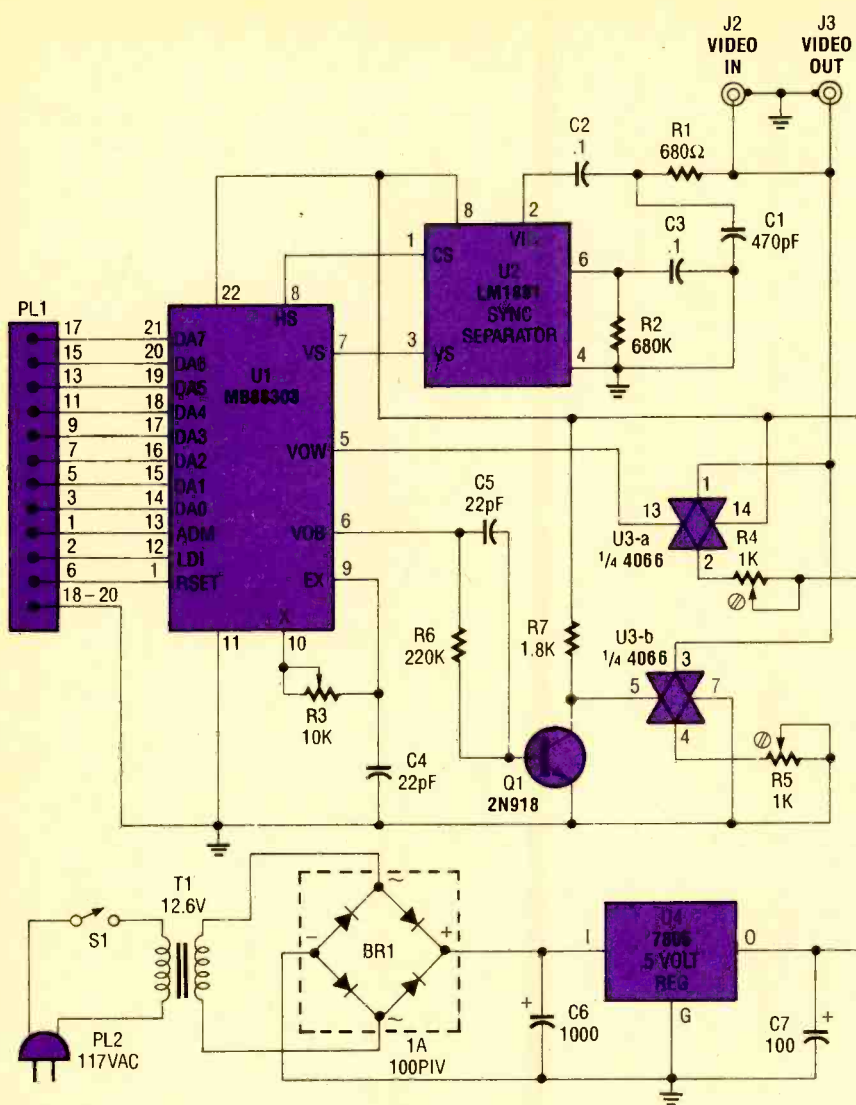 J2
VIDEO
IN
J3
VIDEO
OUT
C2
.1
R1
680Ω
8
2
VI
1
CS
6
C3
.1
C1
470pF
U2
LM1881
SYNC
SEPARATOR
R2
680K
3
VS
4
PL1
22
8
HS
17
21
DA7
15
20
DA6
13
19
DA5
11
18
DA4
9
17
DA3
7
16
DA2
5
15
DA1
3
14
DA0
1
13
ADM
2
12
LDI
6
1
RSET
18–20
U1
MB88303
VS
7
VOW
5
VOB
6
EX
9
X
11
10
R3
10K
C4
22pF
C5
22pF
R6
220K
R7
1.8K
Q1
2N918
1
13
14
U3-a
1/4 4066
2
R4
1K
U3-b
1/4 4066
3
5
7
4
R5
1K
T1
12.6V
S1
PL2
117VAC
~
–
BR1
+
~
1A
100PIV
+
C6
1000
I
U4
7805
5 VOLT
REG
O
G
C7
100
+